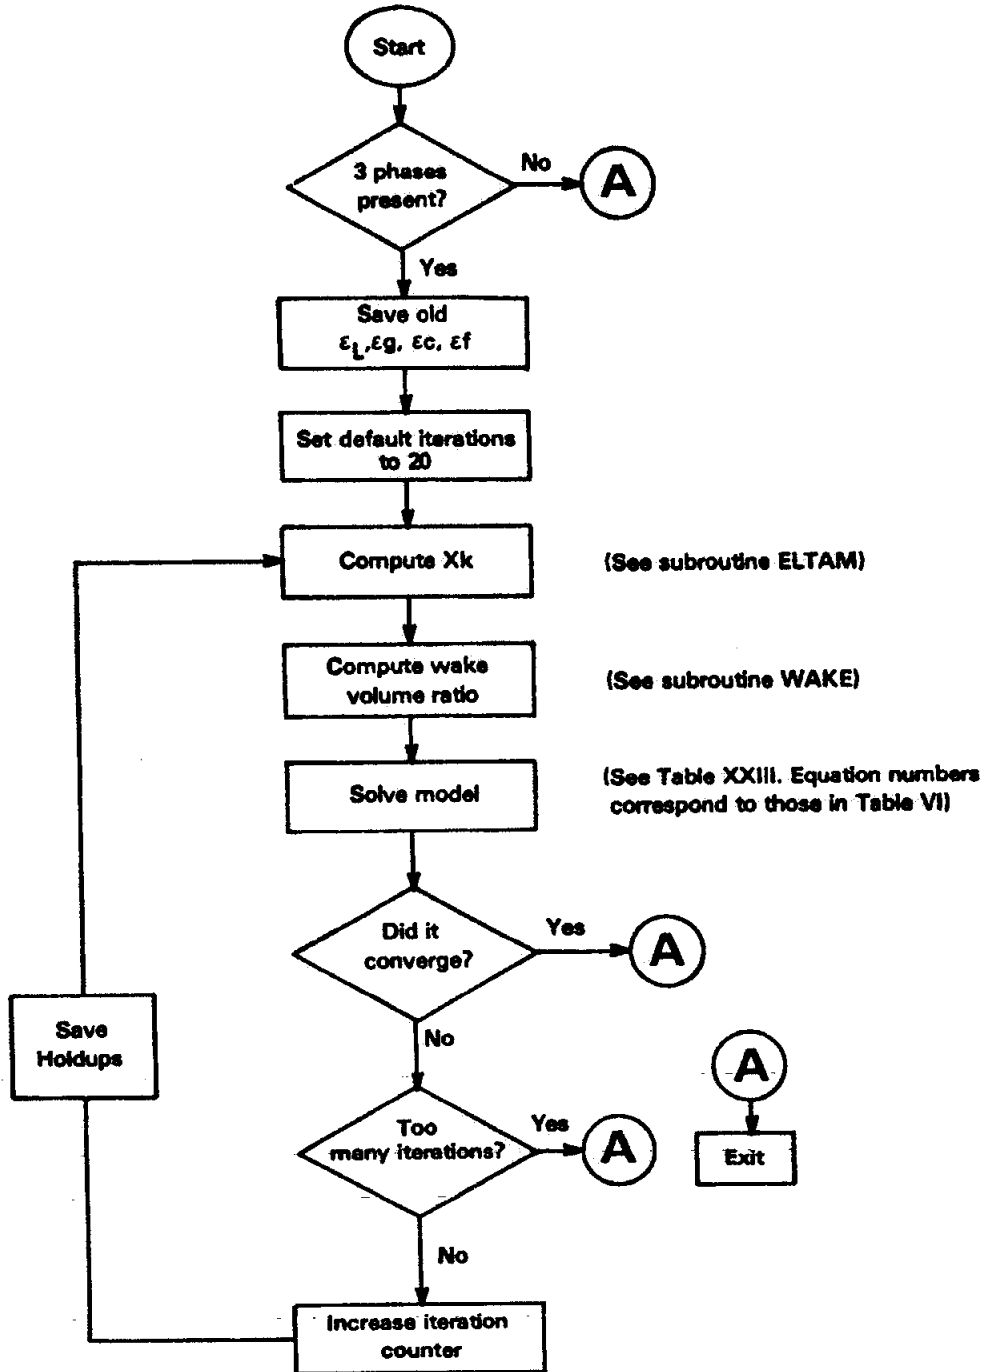 Start
3 phases
present?
No
A
Yes
Save old
εL,εg, εc, εf
Set default iterations
to 20
Compute Xk
(See subroutine ELTAM)
Compute wake
volume ratio
(See subroutine WAKE)
Solve model
(See Table XXIII. Equation numbers
correspond to those in Table VI)
Did it
converge?
Yes
A
No
Save
Holdups
Too
many iterations?
Yes
A
No
A
Exit
Increase iteration
counter